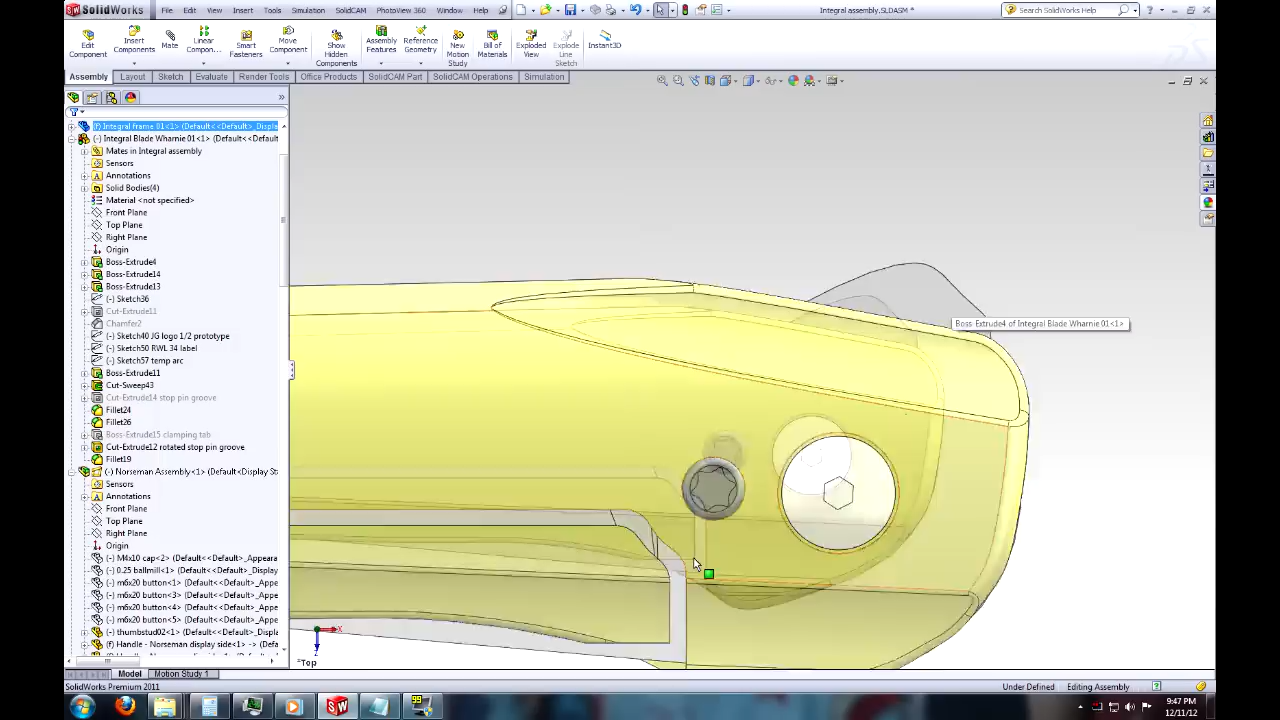 SolidWorks
File Edit View Insert Tools Simulation SolidCAM PhotoView 360 Window Help
Integral assembly.SLDASM *
Search SolidWorks Help
Edit Component
Insert Components
Mate
Linear Compon...
Smart Fasteners
Move Component
Show Hidden Components
Assembly Features
Reference Geometry
New Motion Study
Bill of Materials
Exploded View
Explode Line Sketch
Instant3D
Assembly Layout Sketch Evaluate Render Tools Office Products SolidCAM Part SolidCAM Operations Simulation
(f) Integral frame 01<1> (Default<<Default>_Displa
(-) Integral Blade Wharnie 01<1> (Default<<Default
Mates in Integral assembly
Sensors
Annotations
Solid Bodies(4)
Material <not specified>
Front Plane
Top Plane
Right Plane
Origin
Boss-Extrude4
Boss-Extrude14
Boss-Extrude13
(-) Sketch36
Cut-Extrude11
Chamfer2
(-) Sketch40 JG logo 1/2 prototype
(-) Sketch50 RWL 34 label
(-) Sketch57 temp arc
Boss-Extrude11
Cut-Sweep43
Cut-Extrude14 stop pin groove
Fillet24
Fillet26
Boss-Extrude15 clamping tab
Cut-Extrude12 rotated stop pin groove
Fillet19
(-) Norseman Assembly<1> (Default<Display St
Sensors
Annotations
Front Plane
Top Plane
Right Plane
Origin
(-) M4x10 cap<2> (Default<<Default>_Appeara
(-) 0.25 ballmill<1> (Default<<Default>_Appear
(-) m6x20 button<1> (Default<<Default>_Appe
(-) m6x20 button<3> (Default<<Default>_Appe
(-) m6x20 button<4> (Default<<Default>_Appe
(-) m6x20 button<5> (Default<<Default>_Appe
(-) thumbstud02<1> (Default<<Default>_Displa
(f) Handle - Norseman display side<1> -> (Defau
Boss-Extrude4 of Integral Blade Wharnie 01<1>
X
Z
*Top
Model Motion Study 1
SolidWorks Premium 2011
Under Defined Editing Assembly
9:47 PM
12/11/12